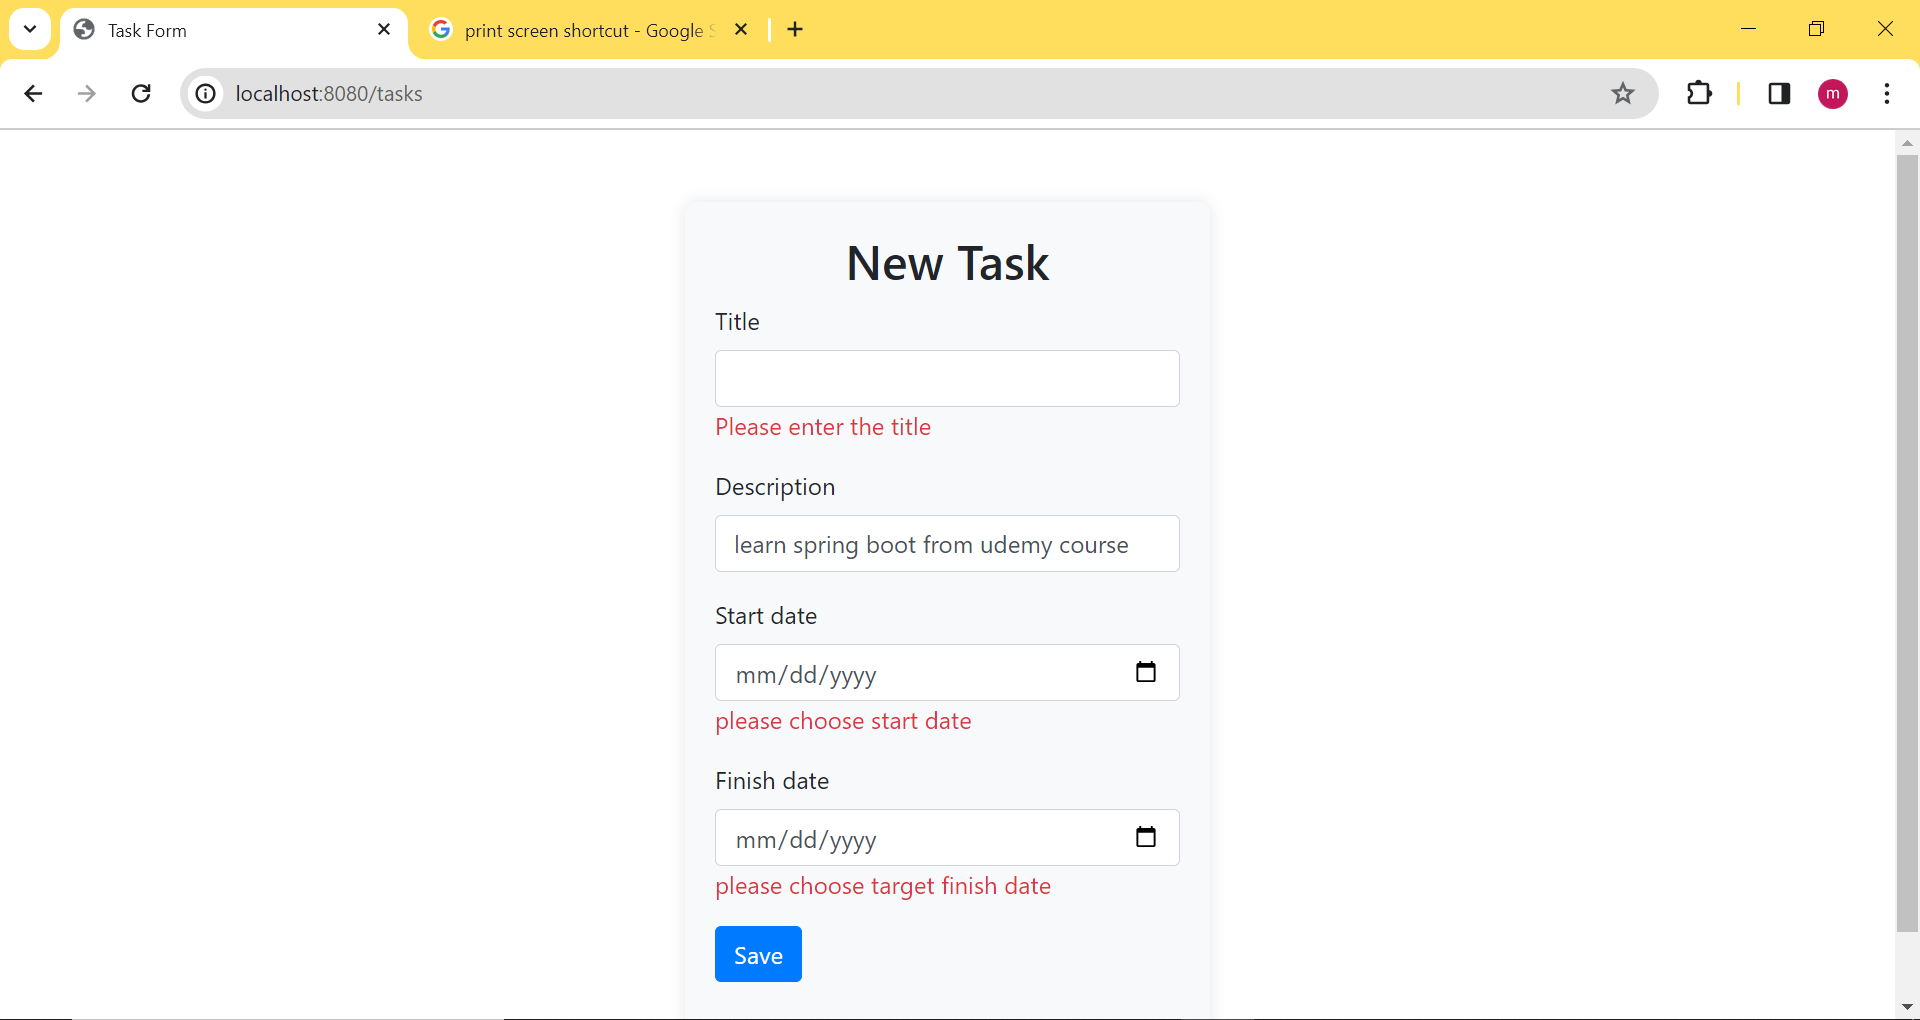 Task Form
print screen shortcut - Google
localhost:8080/tasks
m
New Task
Title
Please enter the title
Description
learn spring boot from udemy course
Start date
mm/dd/yyyy
please choose start date
Finish date
mm/dd/yyyy
please choose target finish date
Save